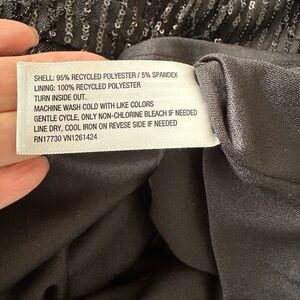 SHELL: 95% RECYCLED POLYESTER / 5% SPANDEX
LINING: 100% RECYCLED POLYESTER
TURN INSIDE OUT.
MACHINE WASH COLD WITH LIKE COLORS
GENTLE CYCLE, ONLY NON-CHLORINE BLEACH IF NEEDED
LINE DRY, COOL IRON ON REVESE SIDE IF NEEDED
RN17730 VN1261424